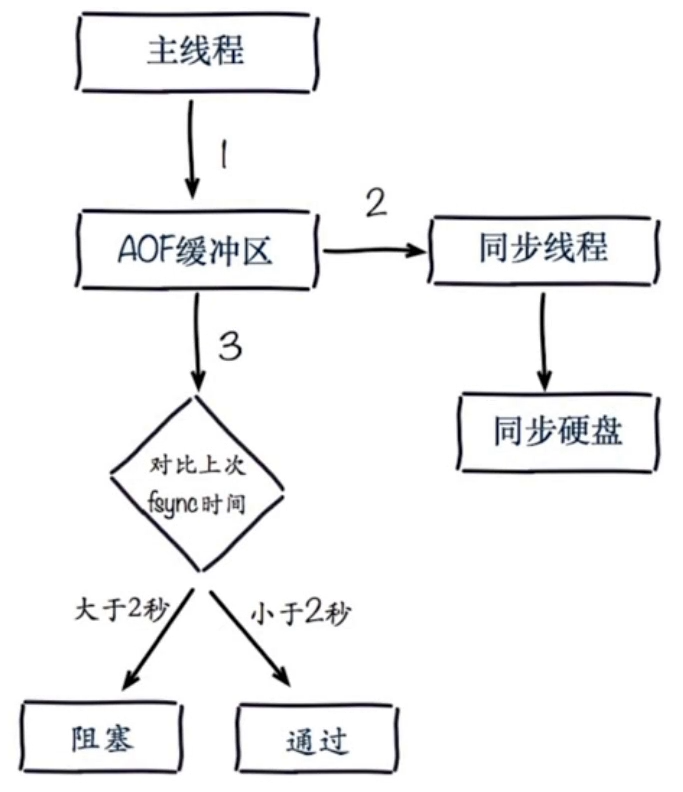 主线程
1
2
AOF缓冲区
同步线程
3
同步硬盘
对比上次
fsync时间
大于2秒
小于2秒
阻塞
通过